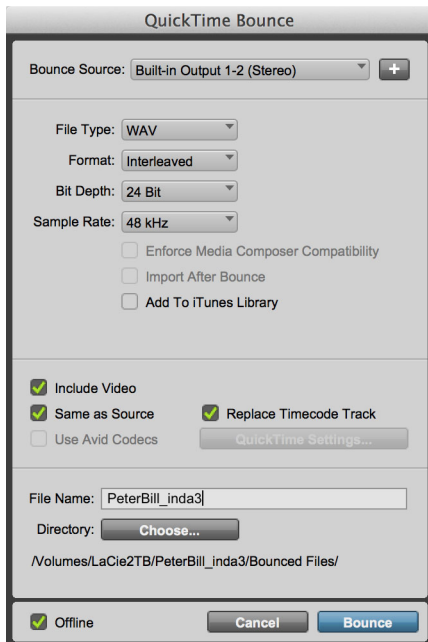 QuickTime Bounce
Bounce Source: Built-in Output 1-2 (Stereo) +
File Type: WAV
Format: Interleaved
Bit Depth: 24 Bit
Sample Rate: 48 kHz
Enforce Media Composer Compatibility
Import After Bounce
Add To iTunes Library
Include Video
Same as Source Replace Timecode Track
Use Avid Codecs QuickTime Settings...
File Name: PeterBill_inda3
Directory: Choose...
/Volumes/LaCie2TB/PeterBill_inda3/Bounced Files/
Offline Cancel Bounce